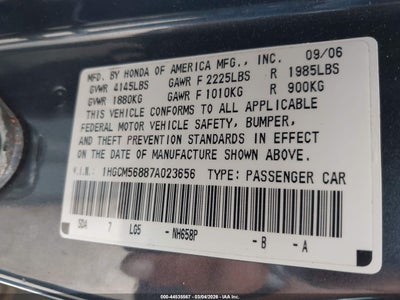 MFD. BY HONDA OF AMERICA MFG., INC. 09/06
GVWR 4145LBS GAWR F 2225LBS R 1985LBS
GVWR 1880KG GAWR F 1010KG R 900KG
THIS VEHICLE CONFORMS TO ALL APPLICABLE
FEDERAL MOTOR VEHICLE SAFETY, BUMPER,
AND THEFT PREVENTION STANDARDS IN EFFECT
ON THE DATE OF MANUFACTURE SHOWN ABOVE.
V.I.N.: 1HGCM56887A023656 TYPE: PASSENGER CAR
SDA 7 LG5 -NH658P -B -A
000-44535567 - 03/04/2026 - IAA Inc.